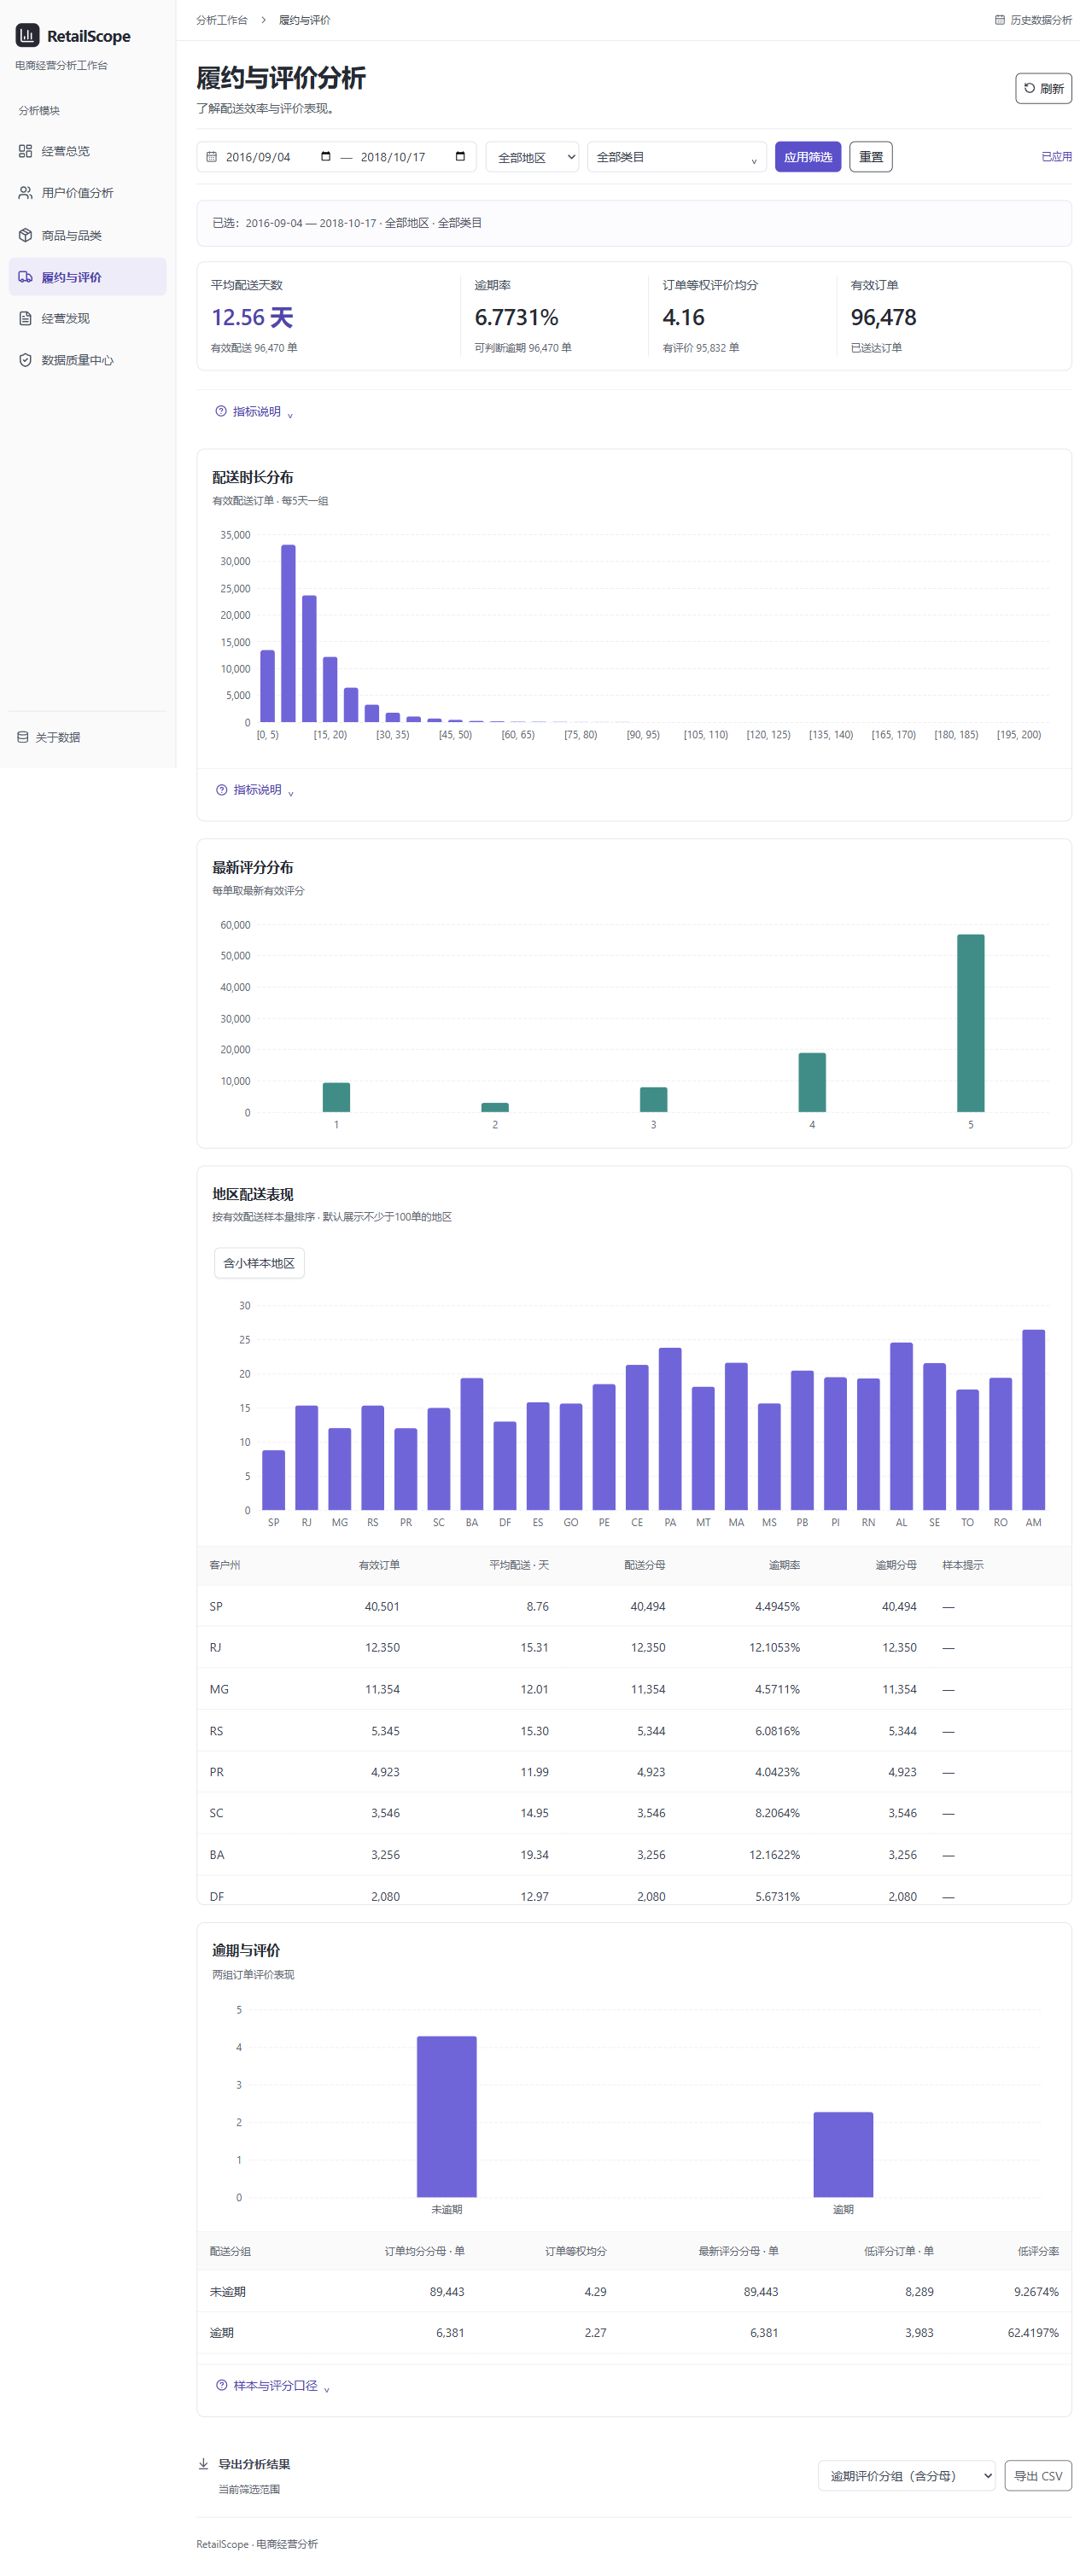 RetailScope
电商经营分析工作台
分析模块
经营总览
用户价值分析
商品与品类
履约与评价
经营发现
数据质量中心
关于数据
分析工作台 > 履约与评价
历史数据分析
履约与评价分析
了解配送效率与评价表现。
刷新
2016/09/04 — 2018/10/17 全部地区 全部类目 应用筛选 重置 已应用
已选：2016-09-04 — 2018-10-17 · 全部地区 · 全部类目
平均配送天数 逾期率 订单等权评价均分 有效订单
12.56 天 6.7731% 4.16 96,478
有效配送 96,470 单 可判断逾期 96,470 单 有评价 95,832 单 已送达订单
指标说明
配送时长分布
有效配送订单 · 每5天一组
35,000
30,000
25,000
20,000
15,000
10,000
5,000
0
[0, 5) [15, 20) [30, 35) [45, 50) [60, 65) [75, 80) [90, 95) [105, 110) [120, 125) [135, 140) [165, 170) [180, 185) [195, 200)
指标说明
最新评分分布
每单取最新有效评分
60,000
50,000
40,000
30,000
20,000
10,000
0
1 2 3 4 5
地区配送表现
按有效配送样本量排序 · 默认展示不少于100单的地区
含小样本地区
30
25
20
15
10
5
0
SP RJ MG RS PR SC BA DF ES GO PE CE PA MT MA MS PB PI RN AL SE TO RO AM
客户州 有效订单 平均配送 · 天 配送分母 逾期率 逾期分母 样本提示
SP 40,501 8.76 40,494 4.4945% 40,494 —
RJ 12,350 15.31 12,350 12.1053% 12,350 —
MG 11,354 12.01 11,354 4.5711% 11,354 —
RS 5,345 15.30 5,344 6.0816% 5,344 —
PR 4,923 11.99 4,923 4.0423% 4,923 —
SC 3,546 14.95 3,546 8.2064% 3,546 —
BA 3,256 19.34 3,256 12.1622% 3,256 —
DF 2,080 12.97 2,080 5.6731% 2,080 —
逾期与评价
两组订单评价表现
5
4
3
2
1
0
未逾期 逾期
配送分组 订单均分分母 · 单 订单等权均分 最新评分分母 · 单 低评分订单 · 单 低评分率
未逾期 89,443 4.29 89,443 8,289 9.2674%
逾期 6,381 2.27 6,381 3,983 62.4197%
样本与评分口径
导出分析结果
当前筛选范围
逾期评价分组（含分母） 导出 CSV
RetailScope · 电商经营分析